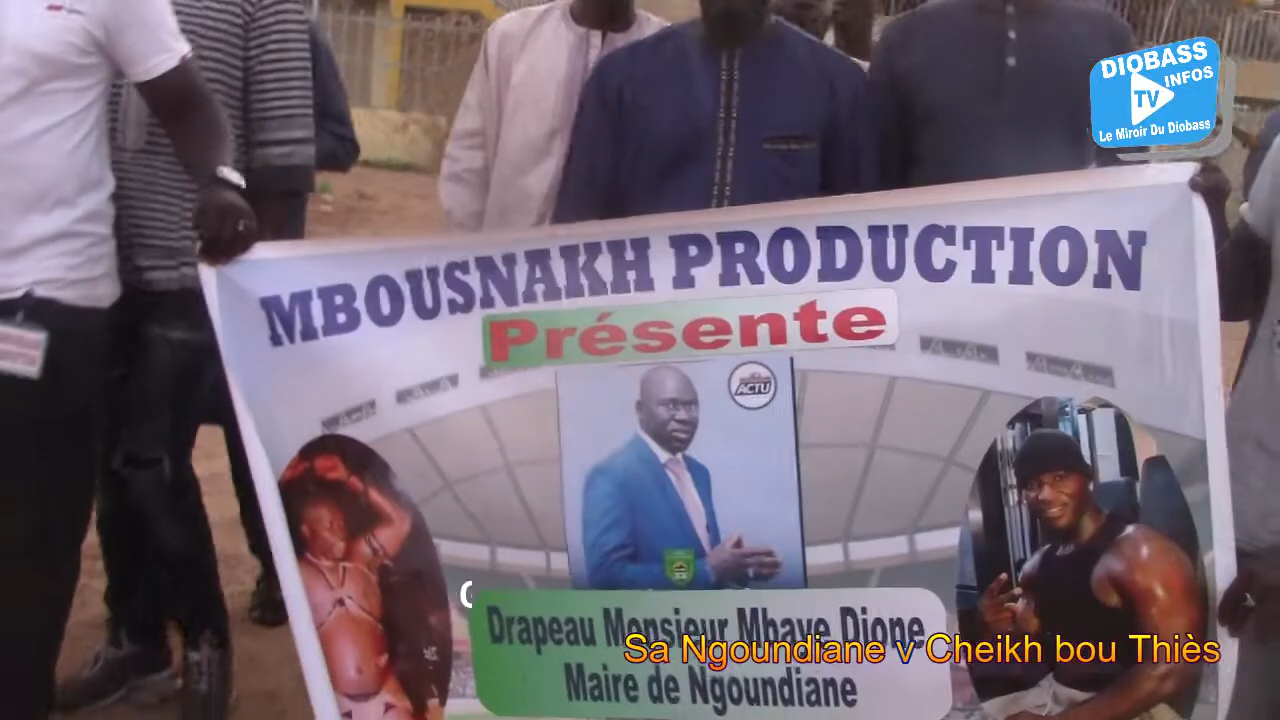 DIOBASS
TV INFOS
Le Miroir Du Diobass
MBOUSNAKH PRODUCTION
Présente
ACTU
Drapeau Monsieur Mbaye Dione
Maire de Ngoundiane
Sa Ngoundiane v Cheikh bou Thiès